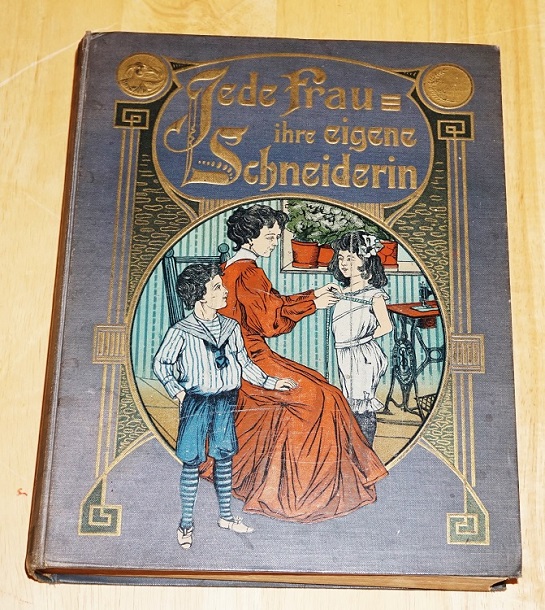 Jede Frau
ihre eigene
Schneiderin